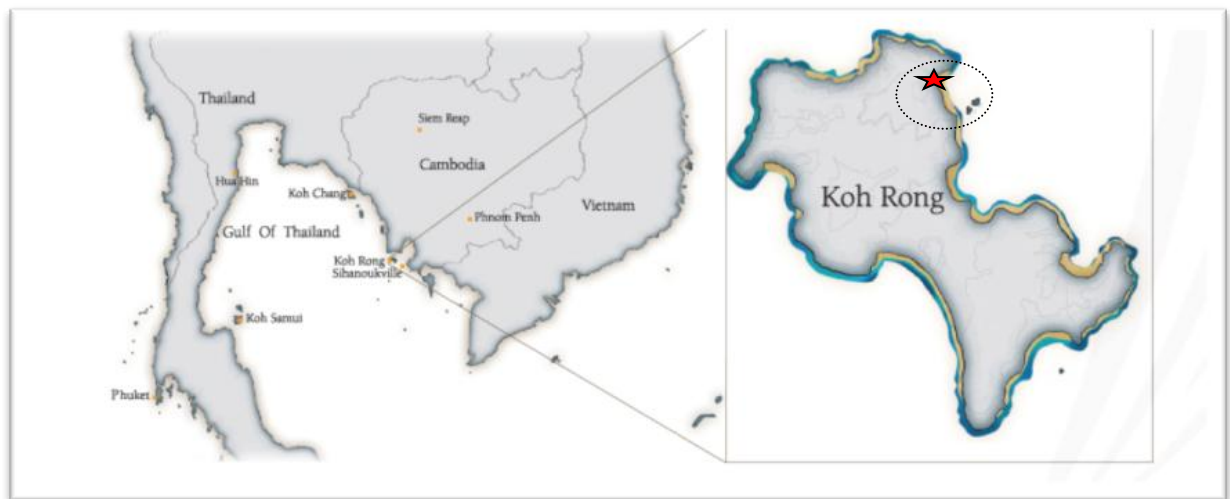 Thailand
Siem Reap
Cambodia
Hua Hin
Koh Chang
Vietnam
Phnom Penh
Gulf Of Thailand
Koh Rong
Sihanoukville
Koh Samui
Phuket
Koh Rong